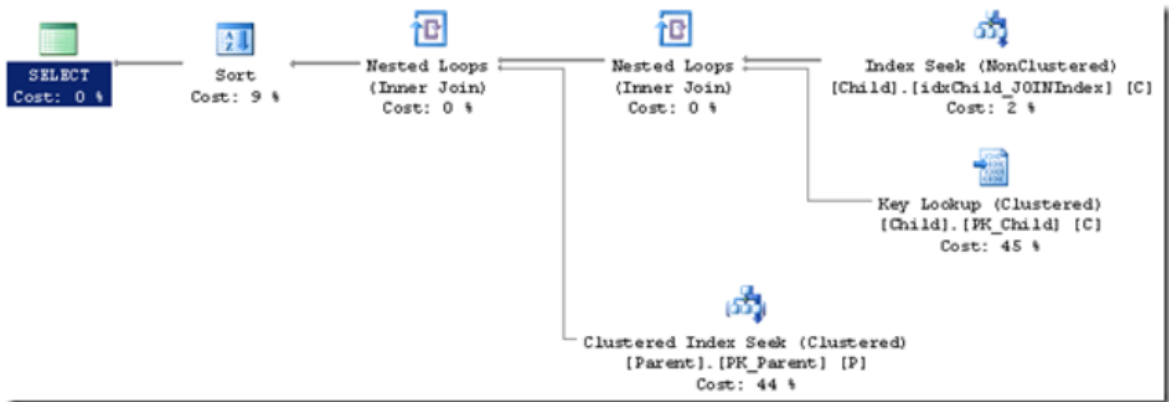 SELECT
Cost: 0 %
Sort
Cost: 9 %
Nested Loops
(Inner Join)
Cost: 0 %
Nested Loops
(Inner Join)
Cost: 0 %
Index Seek (NonClustered)
[Child].[idxChild_JOINIndex] [C]
Cost: 2 %
Key Lookup (Clustered)
[Child].[PK_Child] [C]
Cost: 45 %
Clustered Index Seek (Clustered)
[Parent].[PK_Parent] [P]
Cost: 44 %